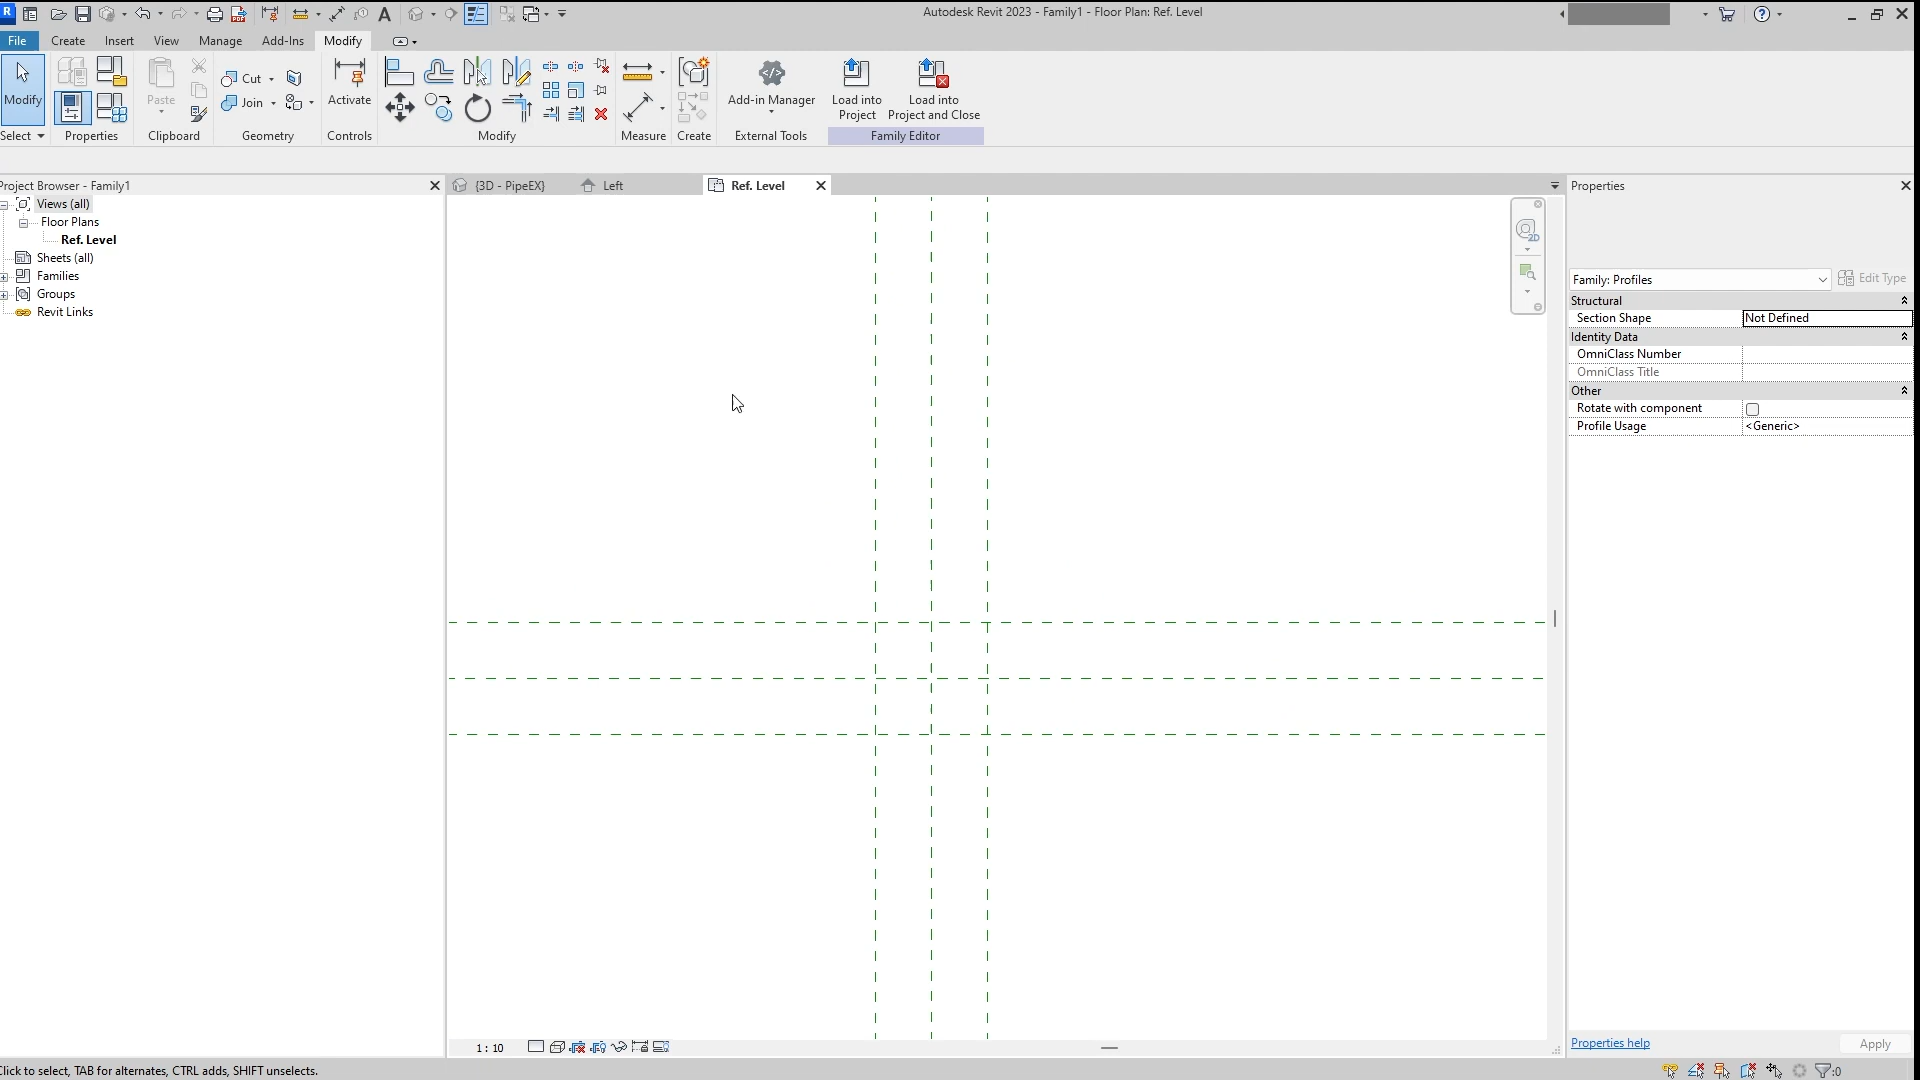 Autodesk Revit 2023 - Family1 - Floor Plan: Ref. Level
File Create Insert View Manage Add-Ins Modify
Modify
Select
Properties
Paste
Clipboard
Cut
Join
Geometry
Activate
Controls
Modify
Measure
Create
Add-in Manager
External Tools
Load into
Project
Load into
Project and Close
Family Editor
Project Browser - Family1
Views (all)
Floor Plans
Ref. Level
Sheets (all)
Families
Groups
Revit Links
{3D - PipeEX}
Left
Ref. Level
2D
Properties
Family: Profiles
Edit Type
Structural
Section Shape Not Defined
Identity Data
OmniClass Number
OmniClass Title
Other
Rotate with component
Profile Usage <Generic>
Properties help
Apply
1 : 10
Click to select, TAB for alternates, CTRL adds, SHIFT unselects.
:0